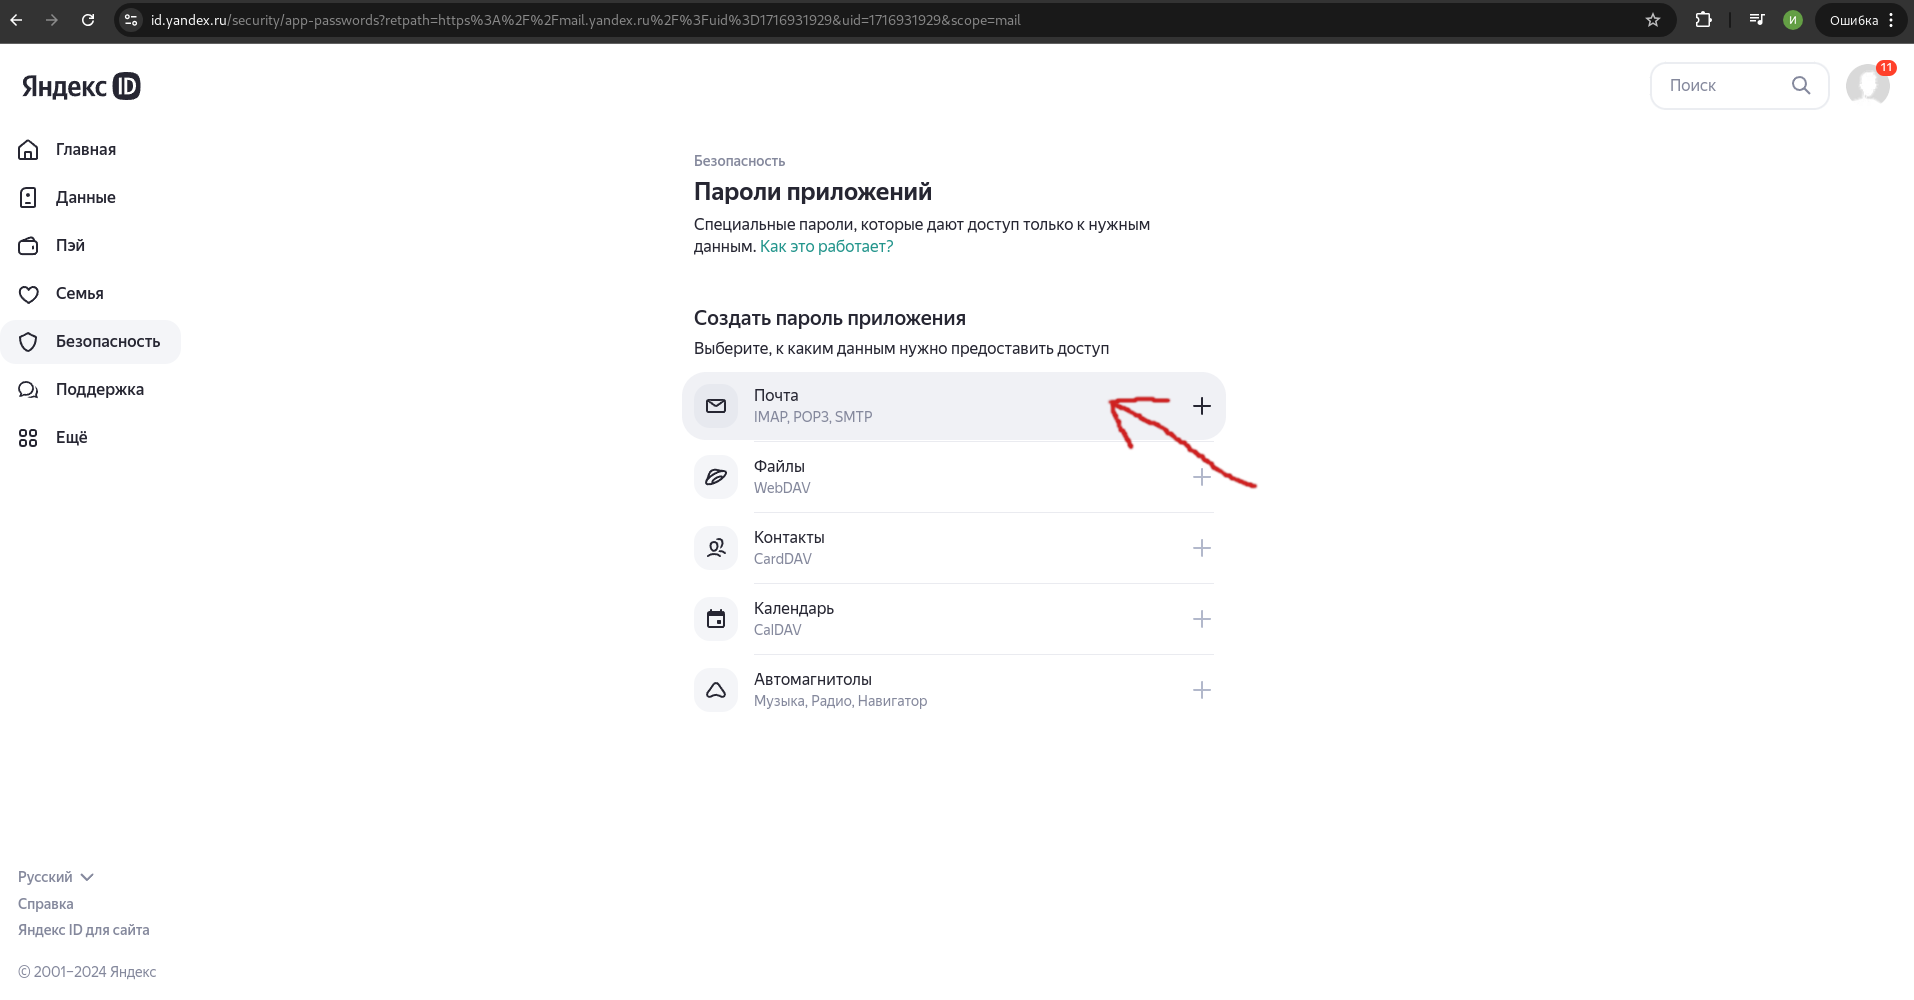 id.yandex.ru/security/app-passwords?retpath=https%3A%2F%2Fmail.yandex.ru%2F%3Fuid%3D1716931929&uid=1716931929&scope=mail
И
Ошибка
Яндекс ID
Поиск
11
Главная
Данные
Пэй
Семья
Безопасность
Поддержка
Ещё
Безопасность
Пароли приложений
Специальные пароли, которые дают доступ только к нужным
данным. Как это работает?
Создать пароль приложения
Выберите, к каким данным нужно предоставить доступ
Почта
IMAP, POP3, SMTP
Файлы
WebDAV
Контакты
CardDAV
Календарь
CalDAV
Автомагнитолы
Музыка, Радио, Навигатор
Русский
Справка
Яндекс ID для сайта
© 2001–2024 Яндекс